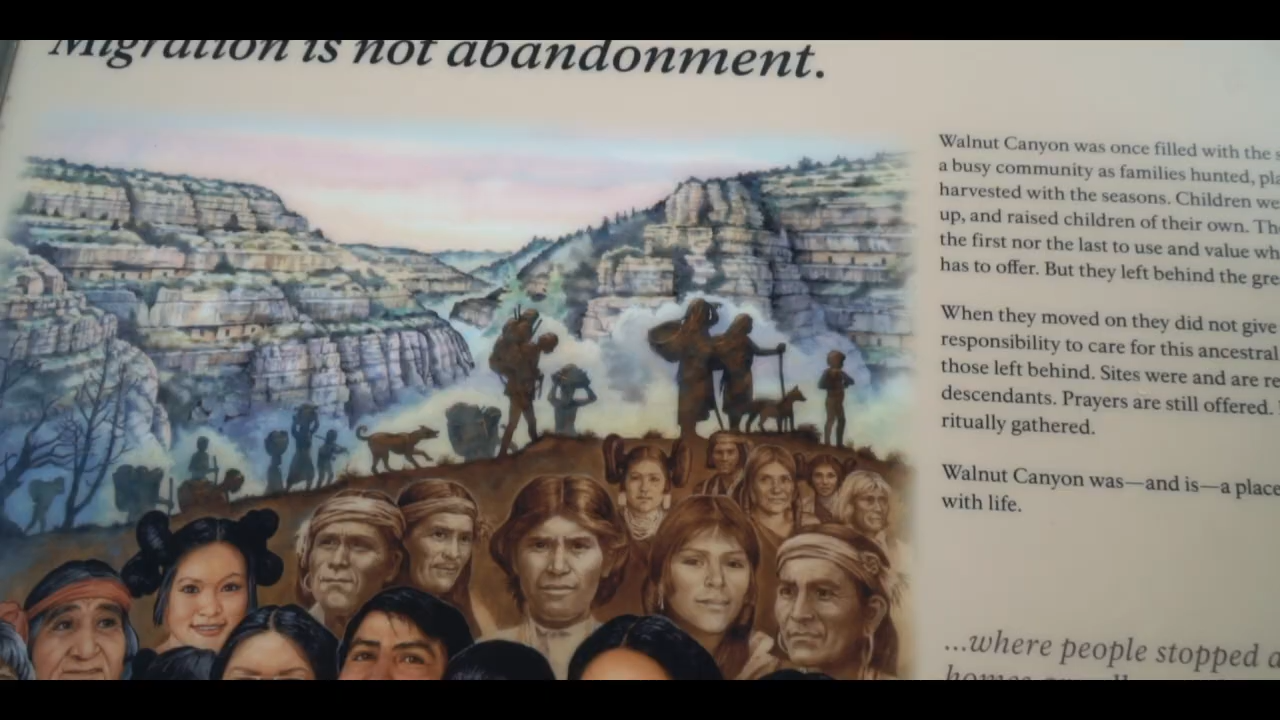 Migration is not abandonment.
Walnut Canyon was once filled with the
a busy community as families hunted,
harvested with the seasons. Children
up, and raised children of their own.
the first nor the last to use and value
has to offer. But they left behind the
When they moved on they did not give
responsibility to care for this ancestral
those left behind. Sites were and are
descendants. Prayers are still offered.
ritually gathered.
Walnut Canyon was—and is—a place
with life.
...where people stopped